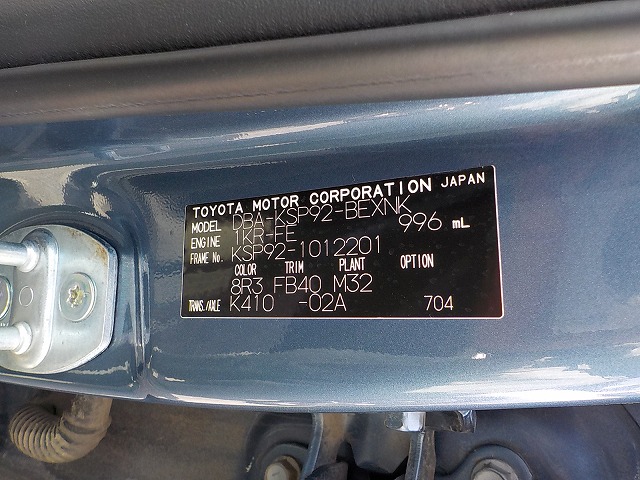 TOYOTA MOTOR CORPORATION JAPAN
MODEL DBA-KSP92-BEXNK
ENGINE 1KR-FE 996 mL
FRAME No. KSP92-1012201
COLOR TRIM PLANT OPTION
8R3 FB40 M32
TRANS./AXLE K410 -02A 704